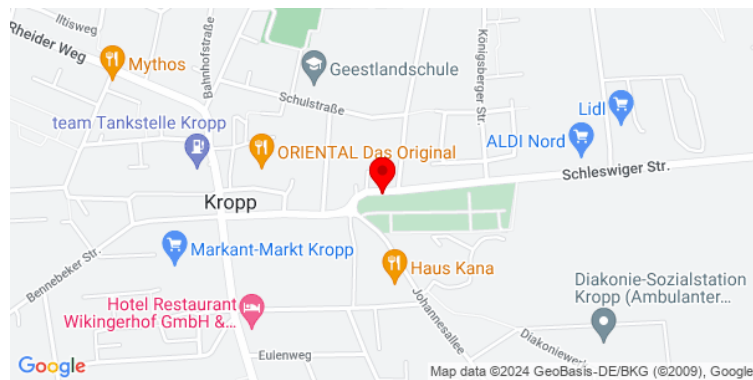 Iltisweg
Rheider Weg
Mythos
Bahnhofstraße
Geestlandschule
Königsberger Str.
Schulstraße
Lidl
team Tankstelle Kropp
ORIENTAL Das Original
ALDI Nord
Schleswiger Str.
Kropp
Markant-Markt Kropp
Bennebeker Str.
Haus Kana
Hotel Restaurant
Wikingerhof GmbH &...
Johannesallee
Diakonie-Sozialstation
Kropp (Ambulanter...
Diakoniewerk
Eulenweg
Google
Map data ©2024 GeoBasis-DE/BKG (©2009), Google